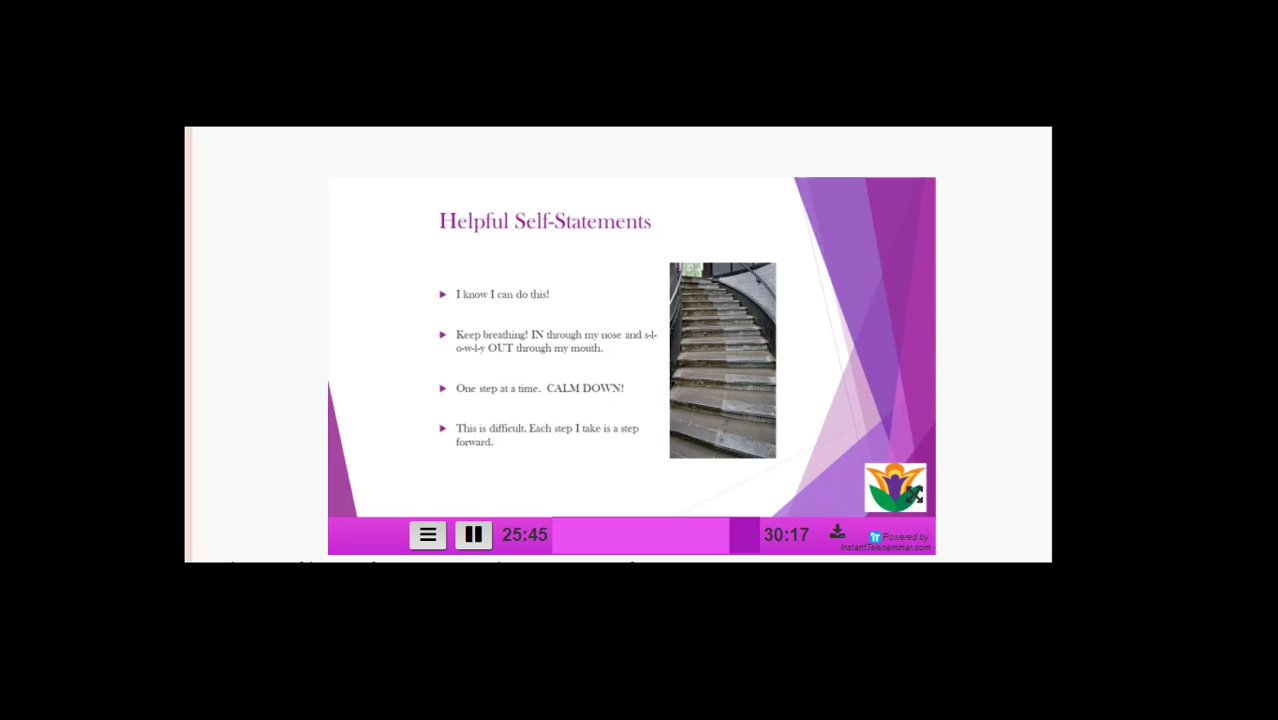 Helpful Self-Statements
I know I can do this!
Keep breathing! IN through my nose and s-l-
o-w-l-y OUT through my mouth.
One step at a time. CALM DOWN!
This is difficult. Each step I take is a step
forward.
25:45
30:17
Powered by
InstantTeleseminar.com